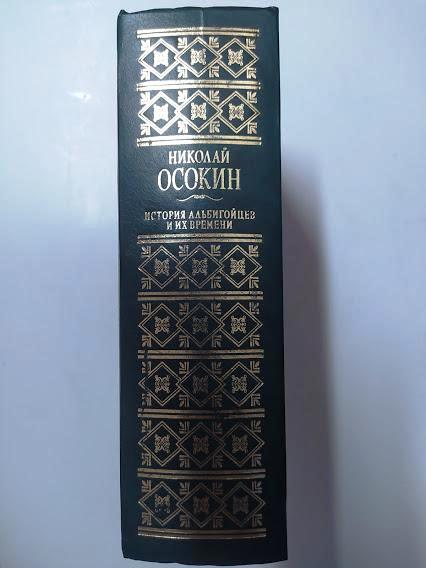 НИКОЛАЙ
ОСОКИН
ИСТОРИЯ АЛЬБИГОЙЦЕВ
И ИХ ВРЕМЕНИ